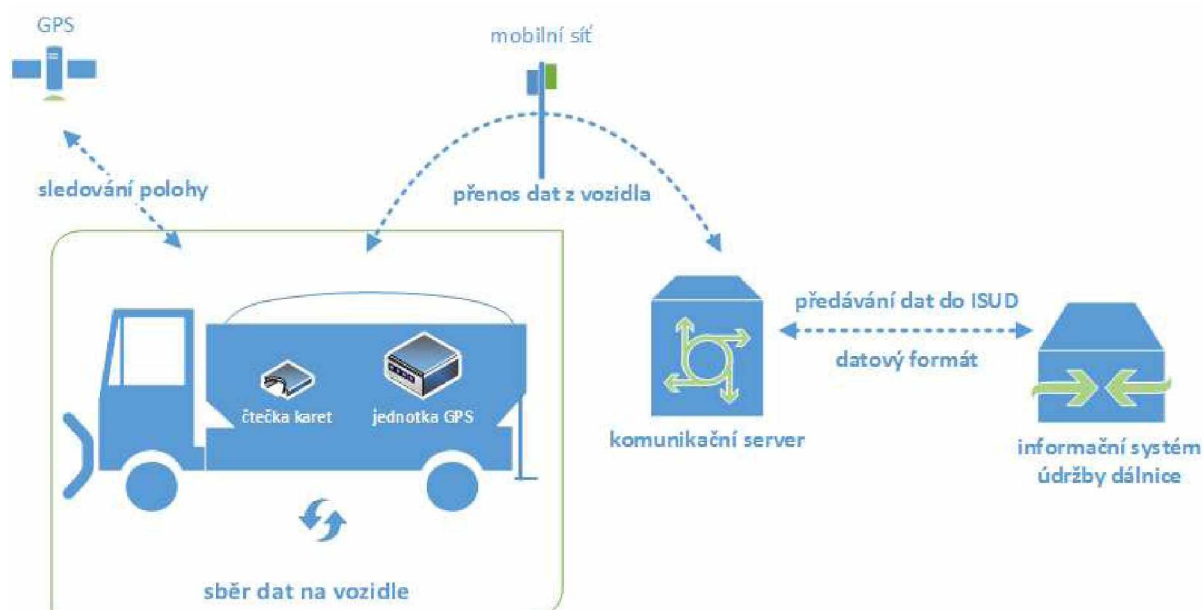 GPS
mobilní síť
sledování polohy
přenos dat z vozidla
předávání dat do ISUD
datový formát
čtečka karet
jednotka GPS
komunikační server
informační systém
údržby dálnice
sběr dat na vozidle